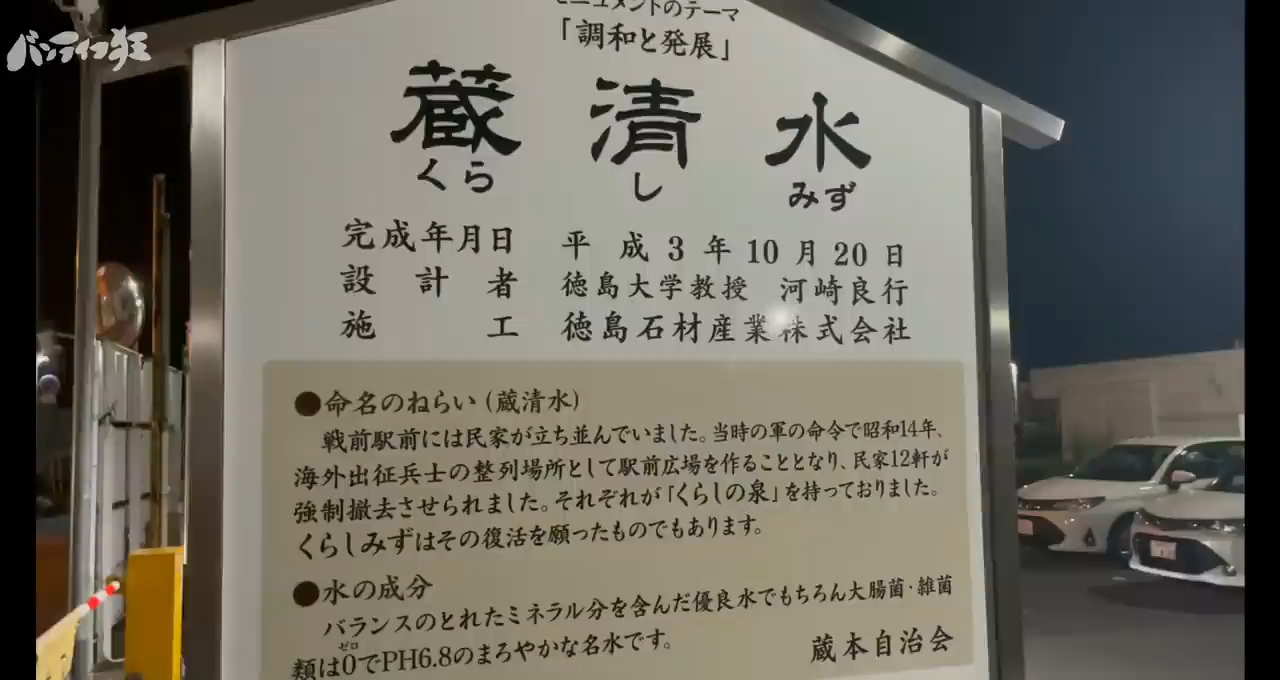 バンライフ狂
モニュメントのテーマ
「調和と発展」
蔵清水
くらしみず
完成年月日 平成3年10月20日
設計者 徳島大学教授 河崎良行
施工 徳島石材産業株式会社
●命名のねらい(蔵清水)
戦前駅前には民家が立ち並んでいました。当時の軍の命令で昭和14年、
海外出征兵士の整列場所として駅前広場を作ることとなり、民家12軒が
強制撤去させられました。それぞれが「くらしの泉」を持っておりました。
くらしみずはその復活を願ったものでもあります。
●水の成分
バランスのとれたミネラル分を含んだ優良水でもちろん大腸菌・雑菌
類は0でPH6.8のまろやかな名水です。
ゼロ
蔵本自治会